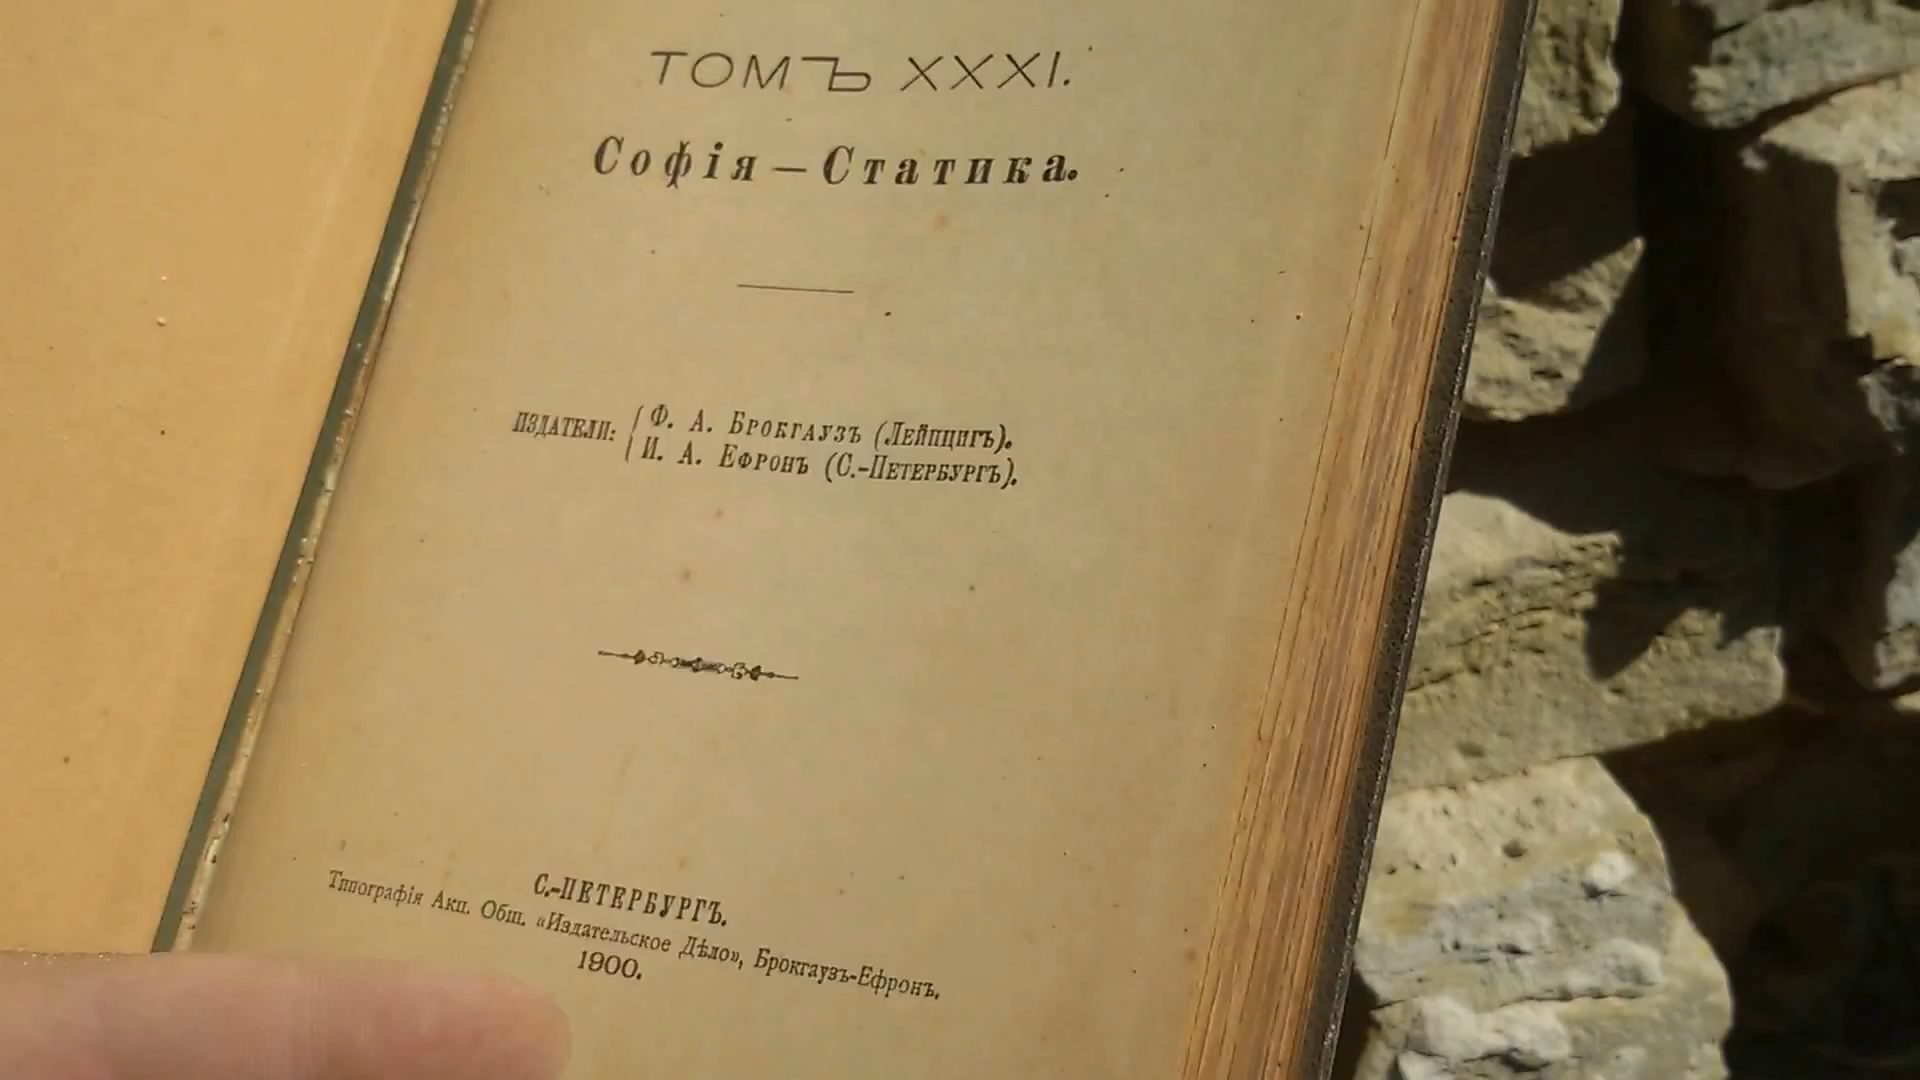 ТОМЪ XXXI.
Софія — Статика.
ИЗДАТЕЛИ: { Ф. А. БРОКГАУЗЪ (ЛЕЙПЦИГЪ).
И. А. ЕФРОНЪ (С.-ПЕТЕРБУРГЪ).
С.-ПЕТЕРБУРГЪ.
Типографія Акц. Общ. «Издательское Дѣло», Брокгаузъ-Ефронъ.
1900.